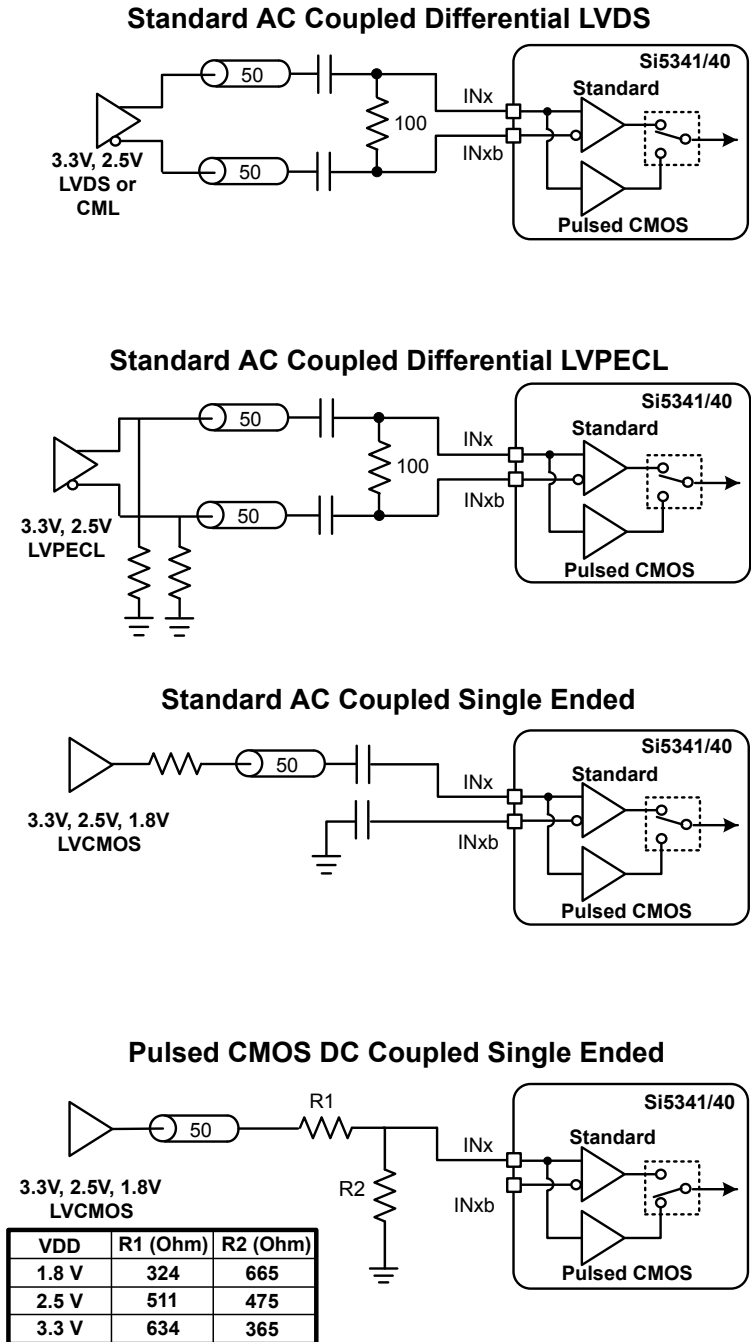 Standard AC Coupled Differential LVDS
Si5341/40
50
Standard
INx
100
3.3V, 2.5V
LVDS or
CML
50
INxb
Pulsed CMOS
Standard AC Coupled Differential LVPECL
Si5341/40
50
Standard
INx
100
50
INxb
3.3V, 2.5V
LVPECL
Pulsed CMOS
Standard AC Coupled Single Ended
Si5341/40
50
Standard
INx
3.3V, 2.5V, 1.8V
LVCMOS
INxb
Pulsed CMOS
Pulsed CMOS DC Coupled Single Ended
Si5341/40
R1
50
Standard
INx
3.3V, 2.5V, 1.8V
LVCMOS
R2
INxb
Pulsed CMOS
VDD R1 (Ohm) R2 (Ohm)
1.8 V 324 665
2.5 V 511 475
3.3 V 634 365